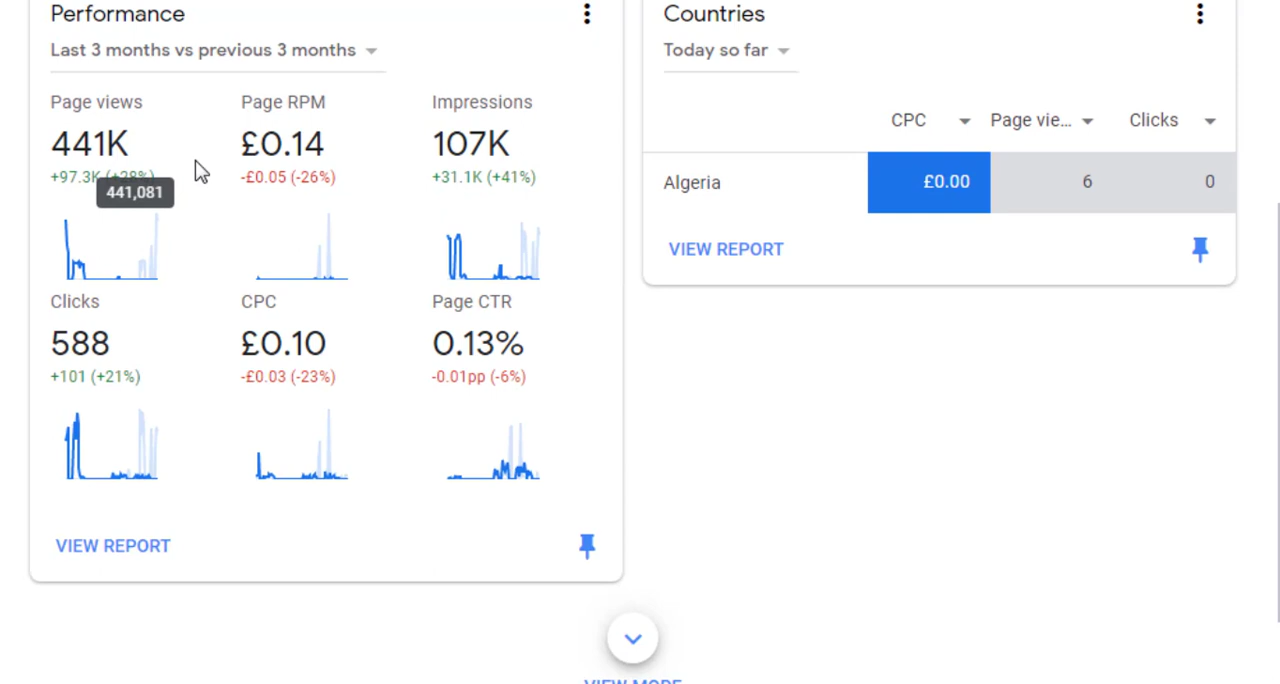 Performance
Last 3 months vs previous 3 months
Page views
441K
+97.3K (+28%)
441,081
Page RPM
£0.14
-£0.05 (-26%)
Impressions
107K
+31.1K (+41%)
Clicks
588
+101 (+21%)
CPC
£0.10
-£0.03 (-23%)
Page CTR
0.13%
-0.01pp (-6%)
VIEW REPORT
Countries
Today so far
CPC Page vie... Clicks
Algeria £0.00 6 0
VIEW REPORT
VIEW MORE